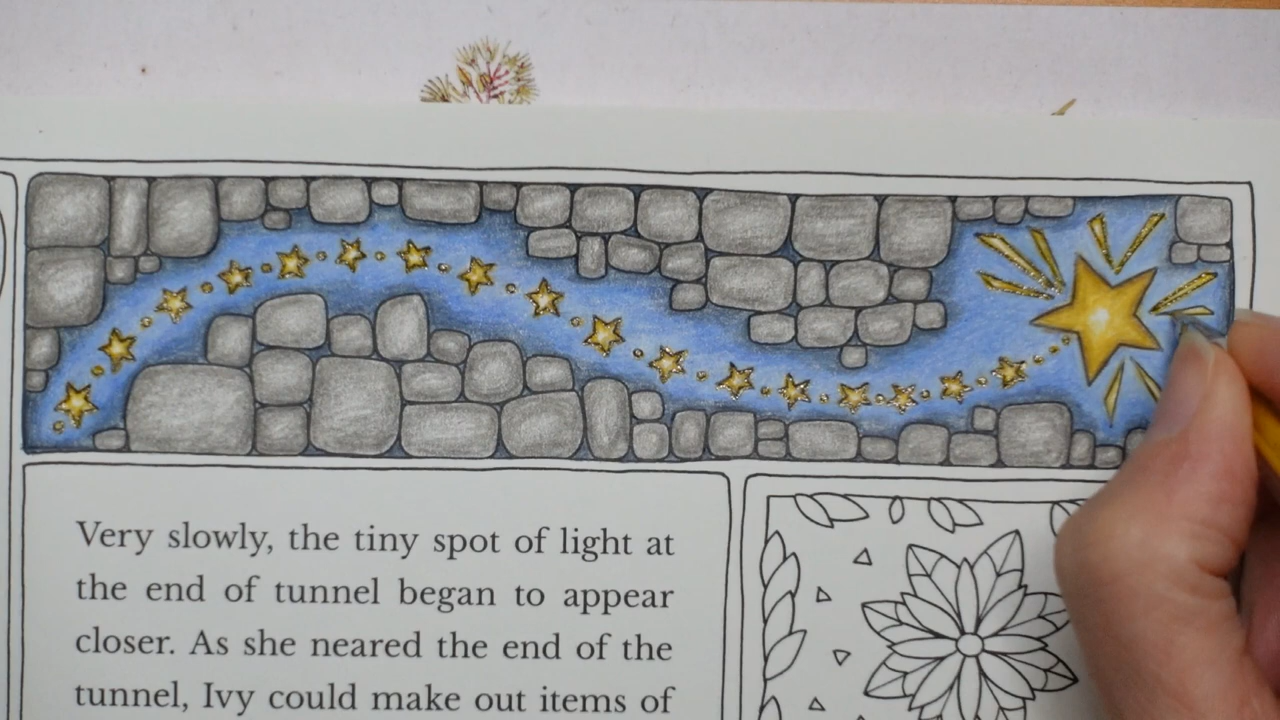 Very slowly, the tiny spot of light at
the end of tunnel began to appear
closer. As she neared the end of the
tunnel, Ivy could make out items of